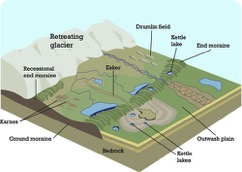 Retreating
glacier
Drumlin field
Kettle
lake
End moraine
Recessional
end moraine
Esker
Kames
Ground moraine
Bedrock
Kettle
lakes
Outwash plain